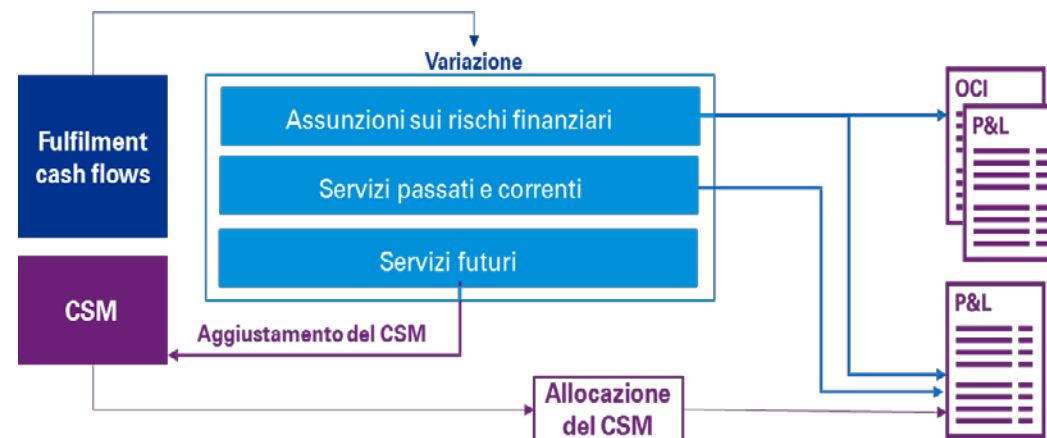 Variazione
Fulfilment
cash flows
Assunzioni sui rischi finanziari
Servizi passati e correnti
Servizi futuri
OCI
P&L
CSM
Aggiustamento del CSM
P&L
Allocazione
del CSM